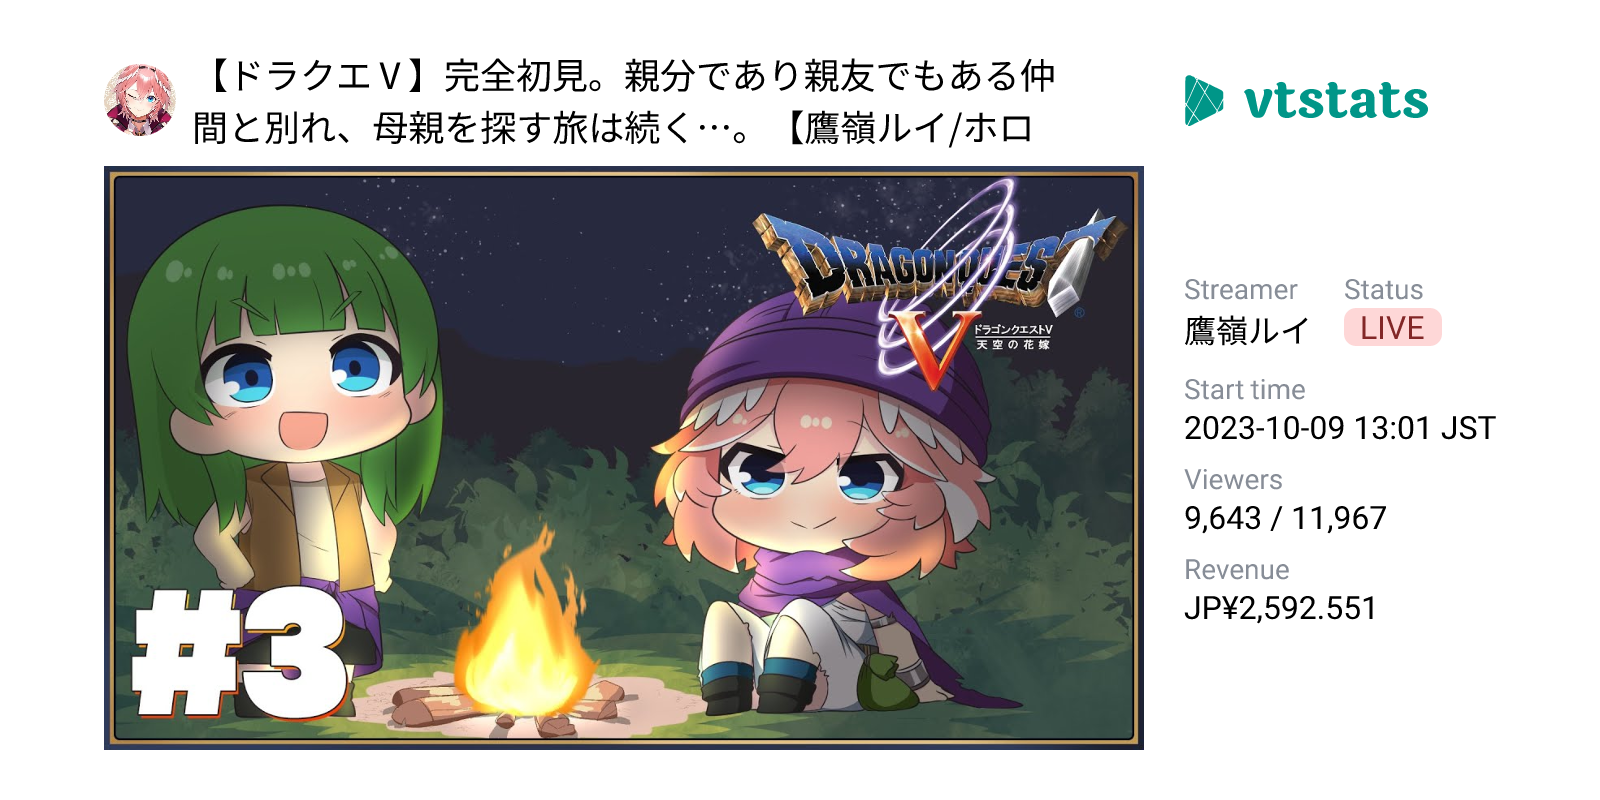 【ドラクエⅤ】完全初見。親分であり親友でもある仲
間と別れ、母親を探す旅は続く…。【鷹嶺ルイ/ホロ
vtstats
DRAGON QUEST
V
ドラゴンクエストV
天空の花嫁
®
#3
Streamer
鷹嶺ルイ
Status
LIVE
Start time
2023-10-09 13:01 JST
Viewers
9,643 / 11,967
Revenue
JP¥2,592.551